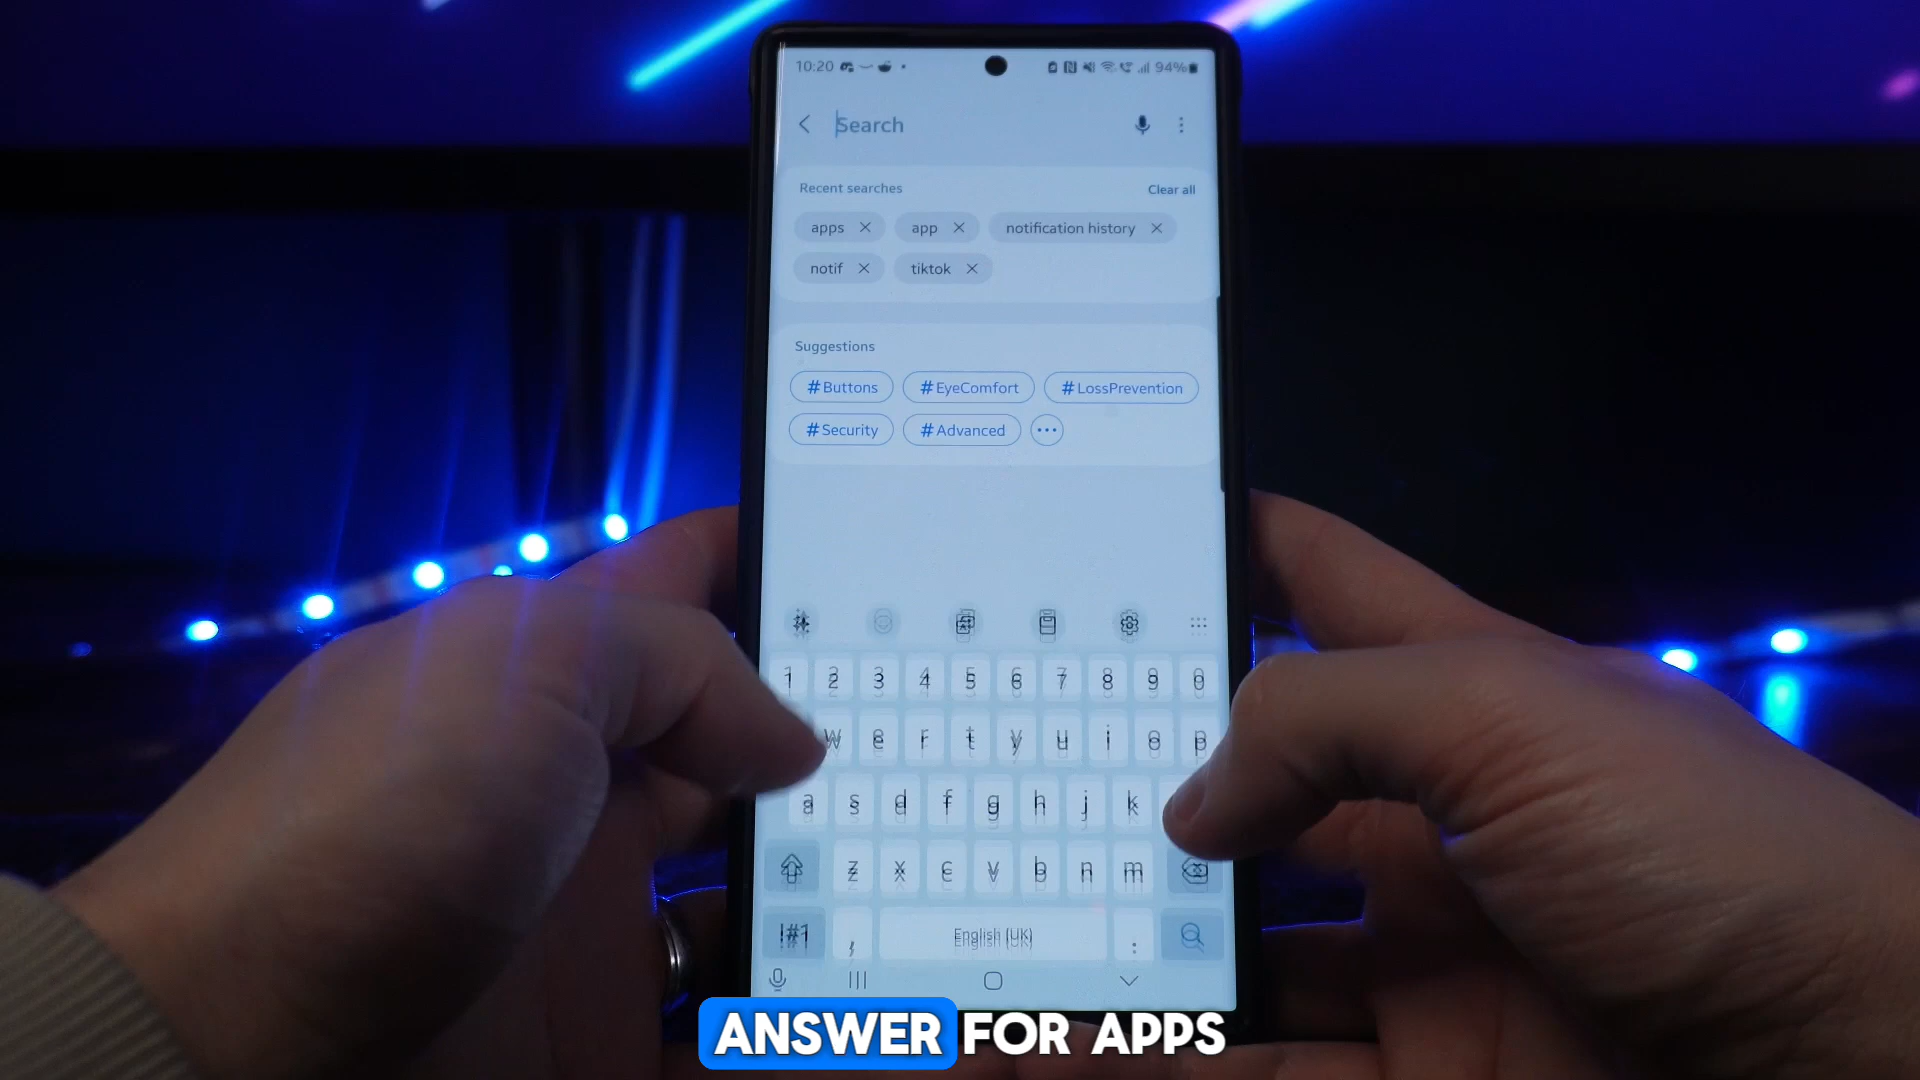 10:20 94%
Search
Recent searches Clear all
apps app notification history
notif tiktok
Suggestions
#Buttons #EyeComfort #LossPrevention
#Security #Advanced
1 2 3 4 5 6 7 8 9 0
w e r t y u i o p
a s d f g h j k
z x c v b n m
!#1 , English (UK) .
ANSWER FOR APPS